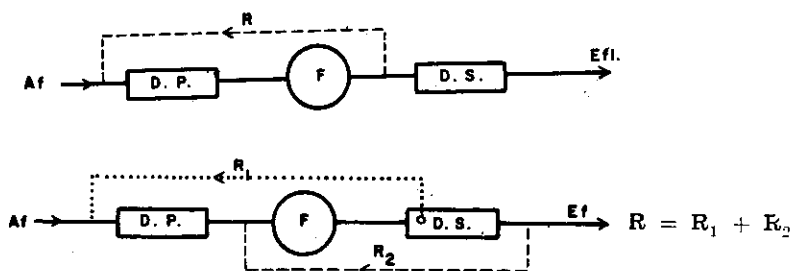 R
Af D. P. F D. S. Efl.
R1
Af D. P. F D. S. Ef R = R1 + R2
R2